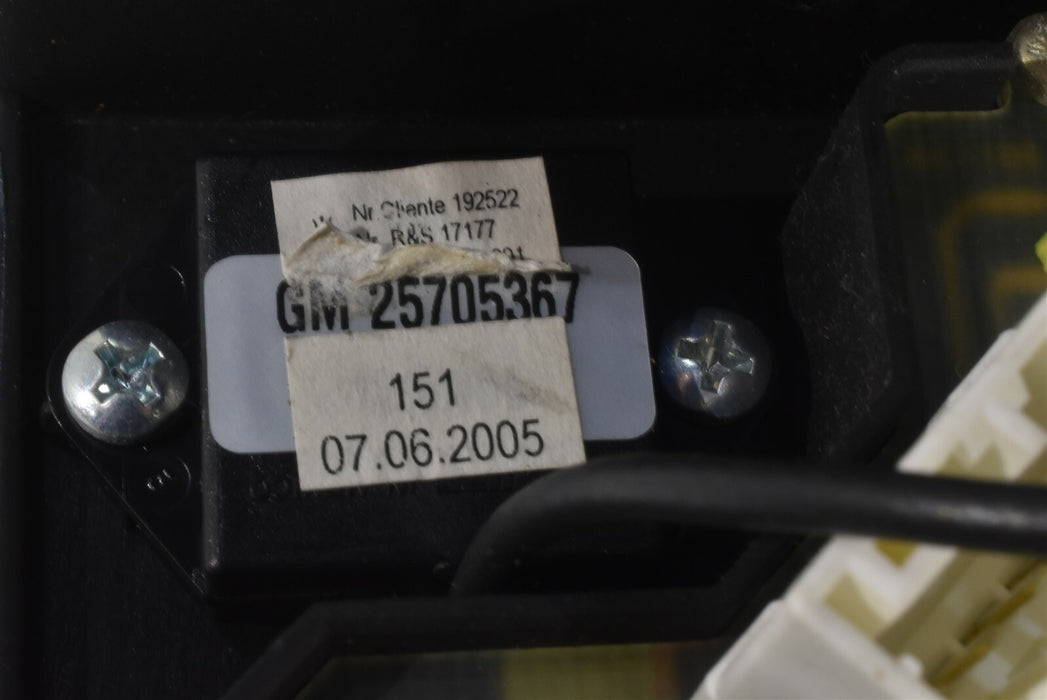 Nr.Cliente 192522
R&S 17177
GM 25705367
151
07.06.2005